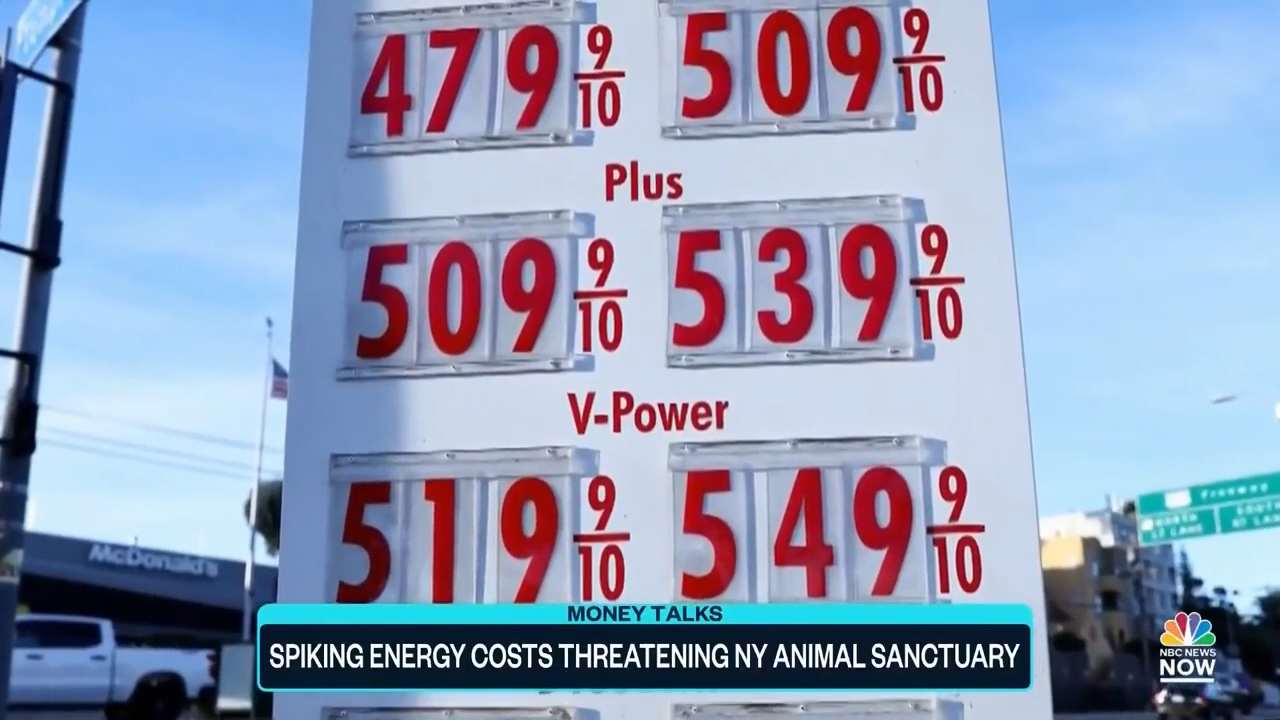 479 9/10 509 9/10
Plus
509 9/10 539 9/10
V-Power
519 9/10 549 9/10
McDonald's
Freeway
MONEY TALKS
SPIKING ENERGY COSTS THREATENING NY ANIMAL SANCTUARY
NBC NEWS
NOW